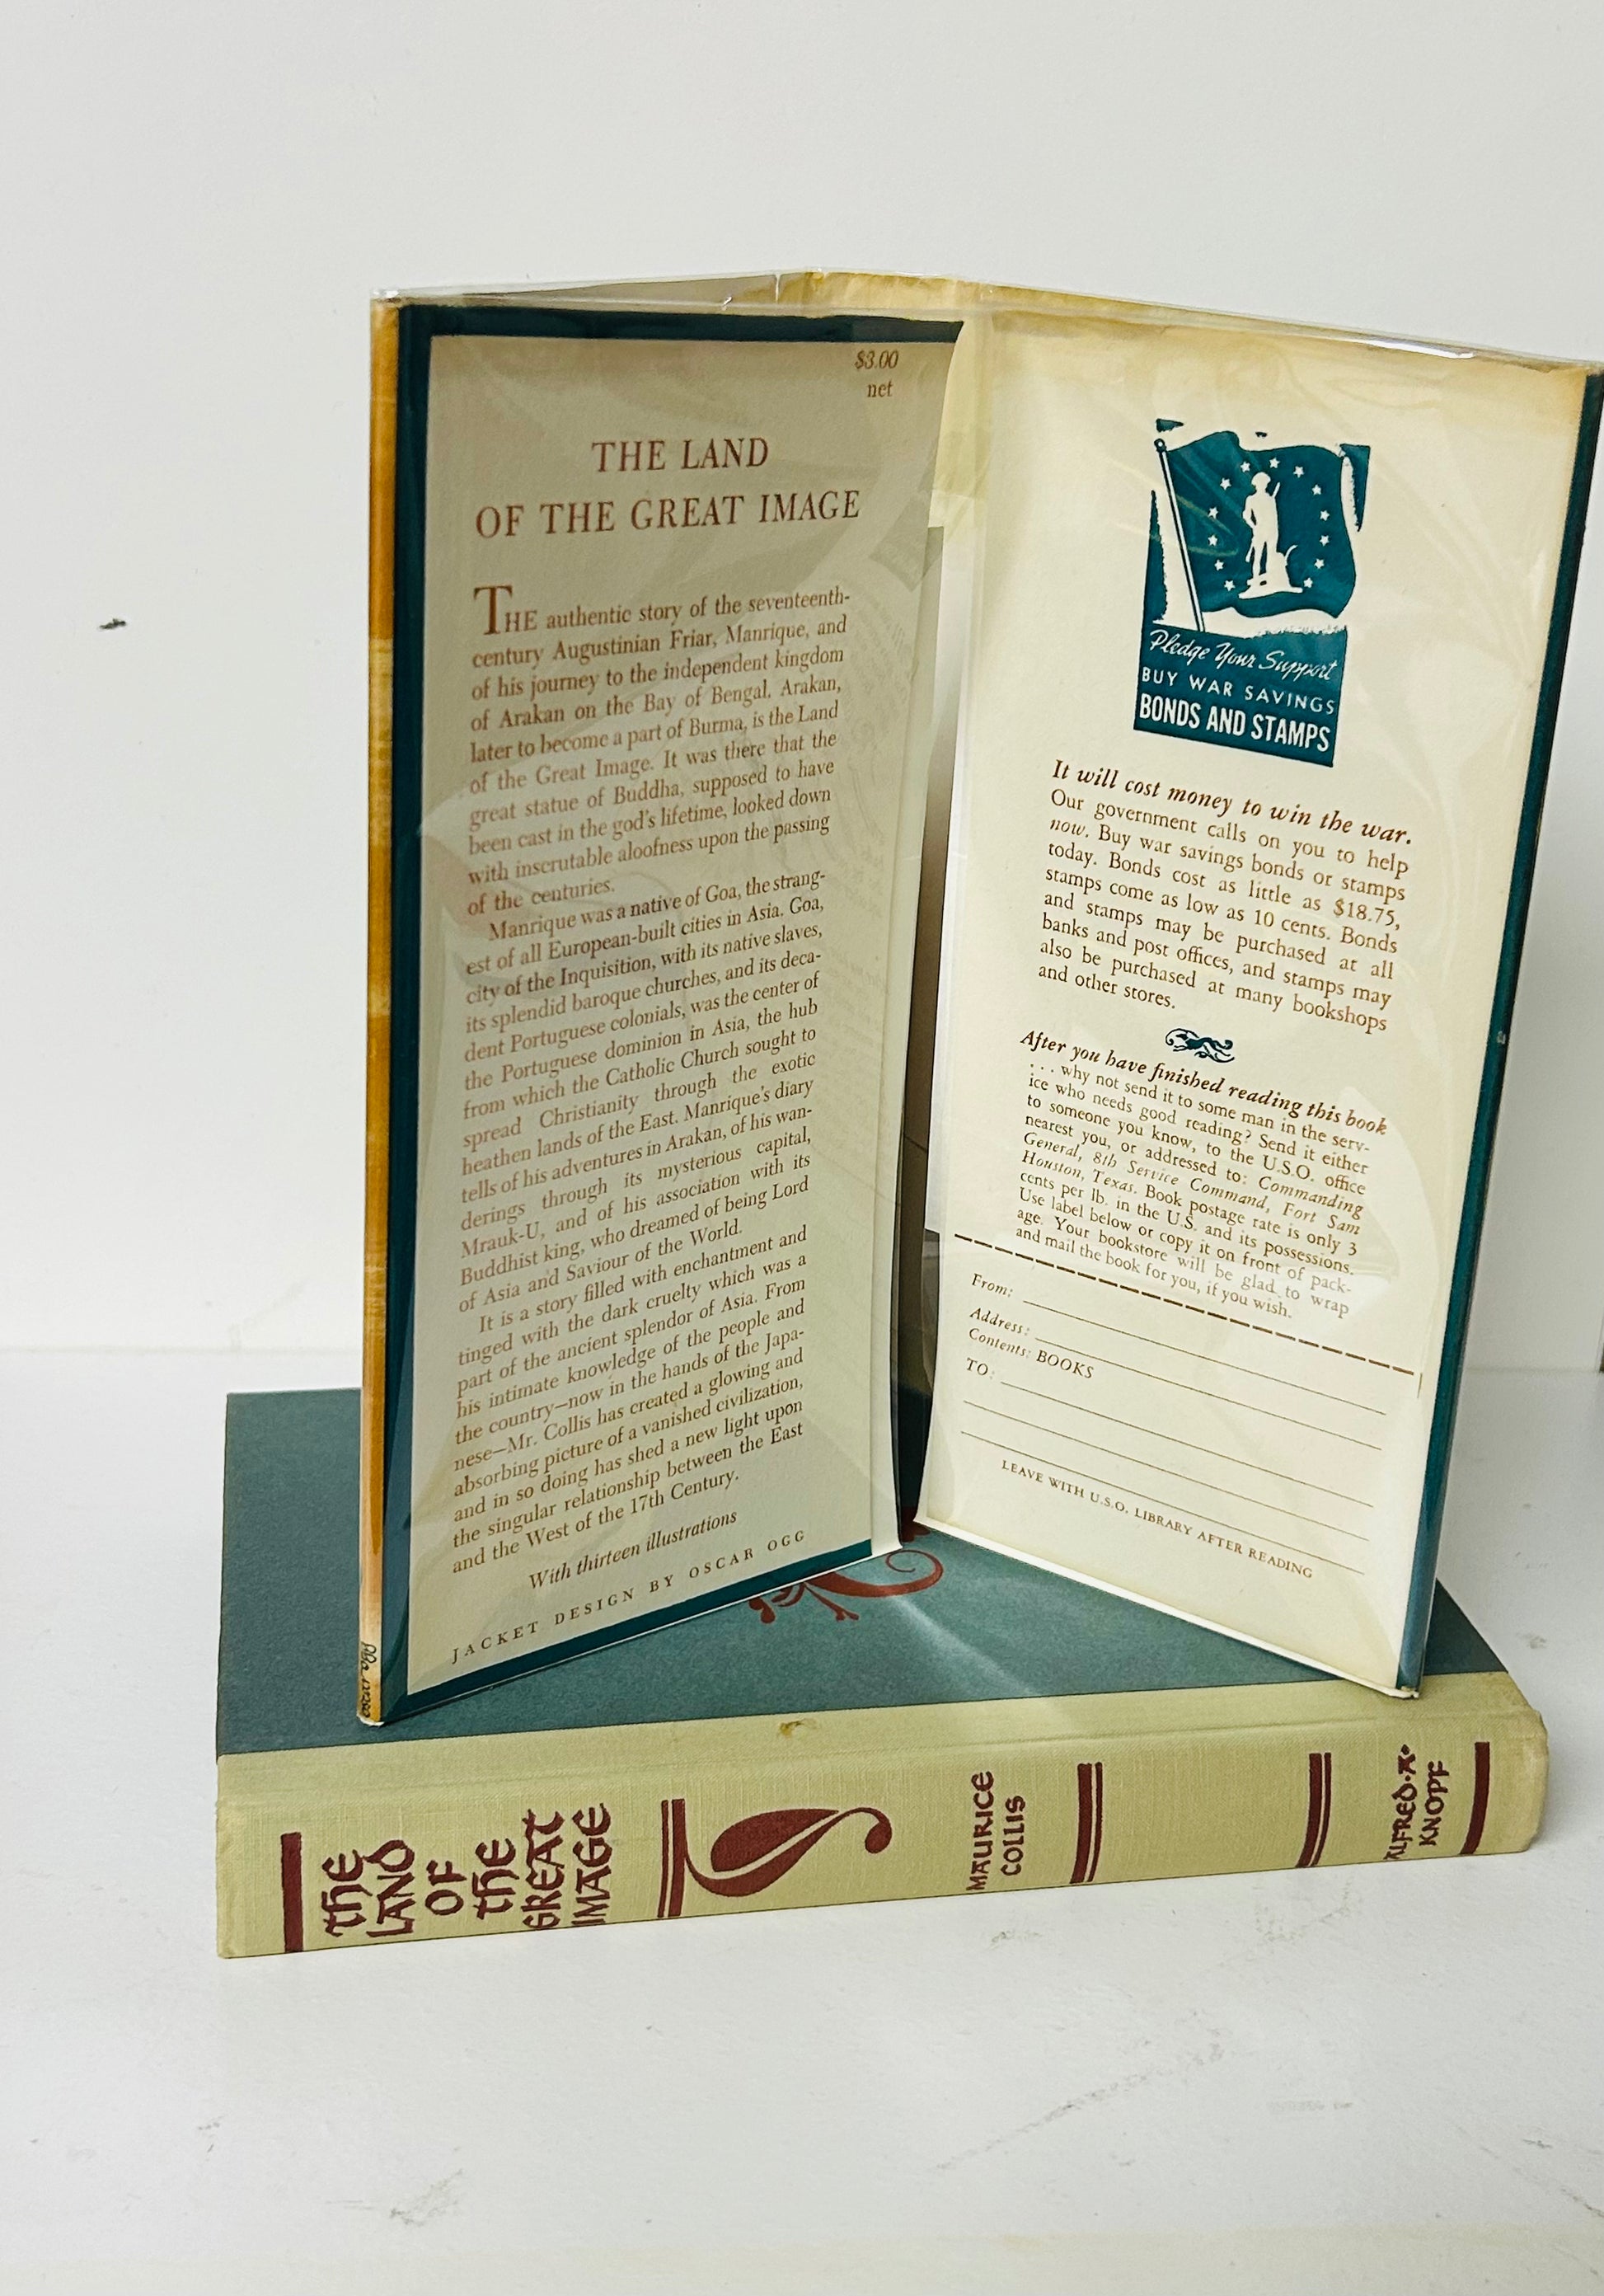 $3.00
net
THE LAND
OF THE GREAT IMAGE
THE authentic story of the seventeenth-
century Augustinian Friar, Manrique, and
of his journey to the independent kingdom
of Arakan on the Bay of Bengal. Arakan,
later to become a part of Burma, is the Land
of the Great Image. It was there that the
great statue of Buddha, supposed to have
been cast in the god's lifetime, looked down
with inscrutable aloofness upon the passing
of the centuries.
Manrique was a native of Goa, the strang-
est of all European-built cities in Asia. Goa,
city of the Inquisition, with its native slaves,
its splendid baroque churches, and its deca-
dent Portuguese colonials, was the center of
the Portuguese dominion in Asia, the hub
from which the Catholic Church sought to
spread Christianity through the exotic
heathen lands of the East. Manrique's diary
tells of his adventures in Arakan, of his wan-
derings through its mysterious capital,
Mrauk-U, and of his association with its
Buddhist king, who dreamed of being Lord
of Asia and Saviour of the World.
It is a story filled with enchantment and
tinged with the dark cruelty which was a
part of the ancient splendor of Asia. From
his intimate knowledge of the people and
the country—now in the hands of the Japa-
nese—Mr. Collis has created a glowing and
absorbing picture of a vanished civilization,
and in so doing has shed a new light upon
the singular relationship between the East
and the West of the 17th Century.
With thirteen illustrations
JACKET DESIGN BY OSCAR OGG
oscar ogg
Pledge Your Support
BUY WAR SAVINGS
BONDS AND STAMPS
It will cost money to win the war.
Our government calls on you to help
now. Buy war savings bonds or stamps
today. Bonds cost as little as $18.75,
stamps come as low as 10 cents. Bonds
and stamps may be purchased at all
banks and post offices, and stamps may
also be purchased at many bookshops
and other stores.
After you have finished reading this book
. . . why not send it to some man in the serv-
ice who needs good reading? Send it either
to someone you know, to the U.S.O. office
nearest you, or addressed to: Commanding
General, 8th Service Command, Fort Sam
Houston, Texas. Book postage rate is only 3
cents per lb. in the U.S. and its possessions.
Use label below or copy it on front of pack-
age. Your bookstore will be glad to wrap
and mail the book for you, if you wish.
From:
Address:
Contents: BOOKS
TO:
LEAVE WITH U.S.O. LIBRARY AFTER READING
THE
LAND
OF
THE
GREAT
IMAGE
MAURICE
COLLIS
ALFRED·A·
KNOPF